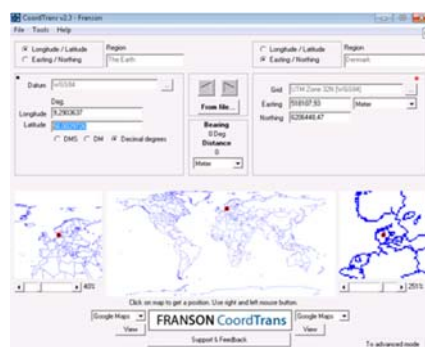 CoordTrans v2.3 - Franson
File Tools Help
Longitude / Latitude
Easting / Northing
Region
The Earth
Longitude / Latitude
Easting / Northing
Region
Denmark
Datum WGS84 ...
Deg
Longitude 9,2903637
Latitude
DMS DM Decimal degrees
From file...
Bearing
0 Deg
Distance
0
Meter
Grid UTM Zone 32N (WGS84) ...
Easting 518107,93 Meter
Northing 6206448,47
40%
251%
Click on map to get a position. Use right and left mouse button.
Google Maps
View
FRANSON CoordTrans
Support & Feedback
Google Maps
View
To advanced mode